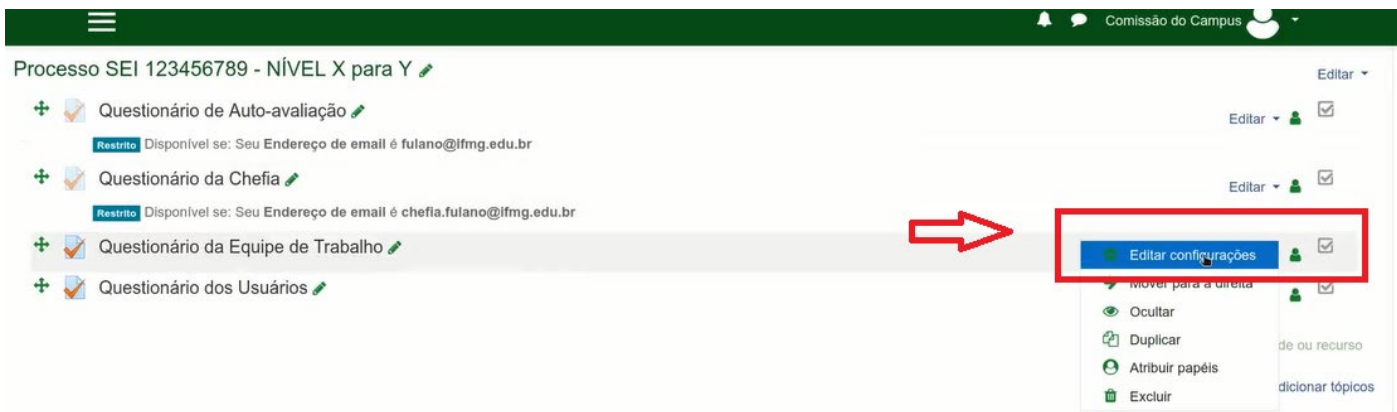 Comissão do Campus
Processo SEI 123456789 - NÍVEL X para Y
Editar
Questionário de Auto-avaliação
Editar
Restrito Disponível se: Seu Endereço de email é fulano@ifmg.edu.br
Questionário da Chefia
Editar
Restrito Disponível se: Seu Endereço de email é chefia.fulano@ifmg.edu.br
Questionário da Equipe de Trabalho
Editar configurações
Questionário dos Usuários
Mover para a direita
Ocultar
Duplicar
de ou recurso
Atribuir papéis
dicionar tópicos
Excluir